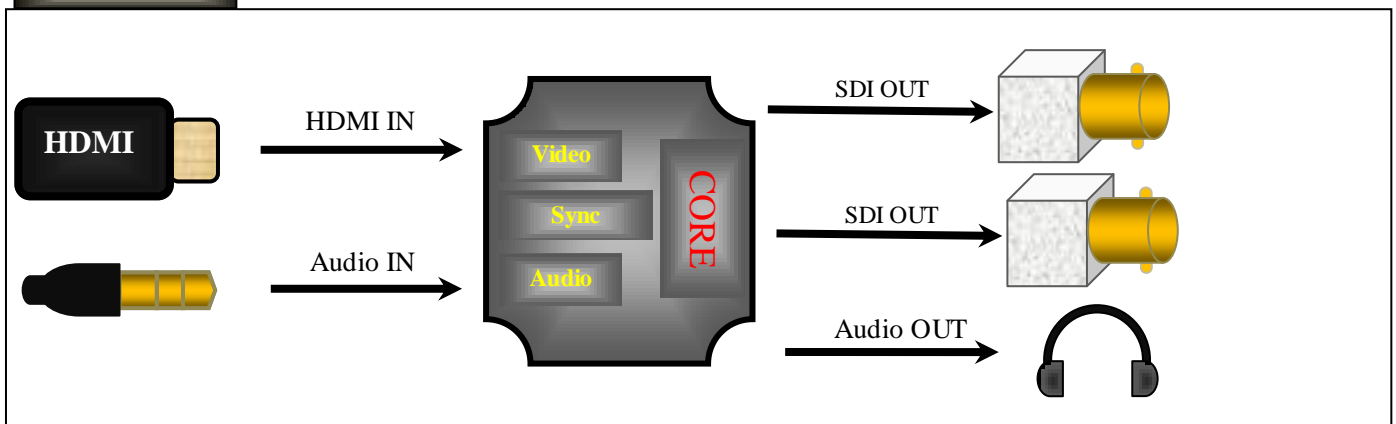 HDMI
HDMI IN
Audio IN
Video
Sync
Audio
CORE
SDI OUT
SDI OUT
Audio OUT